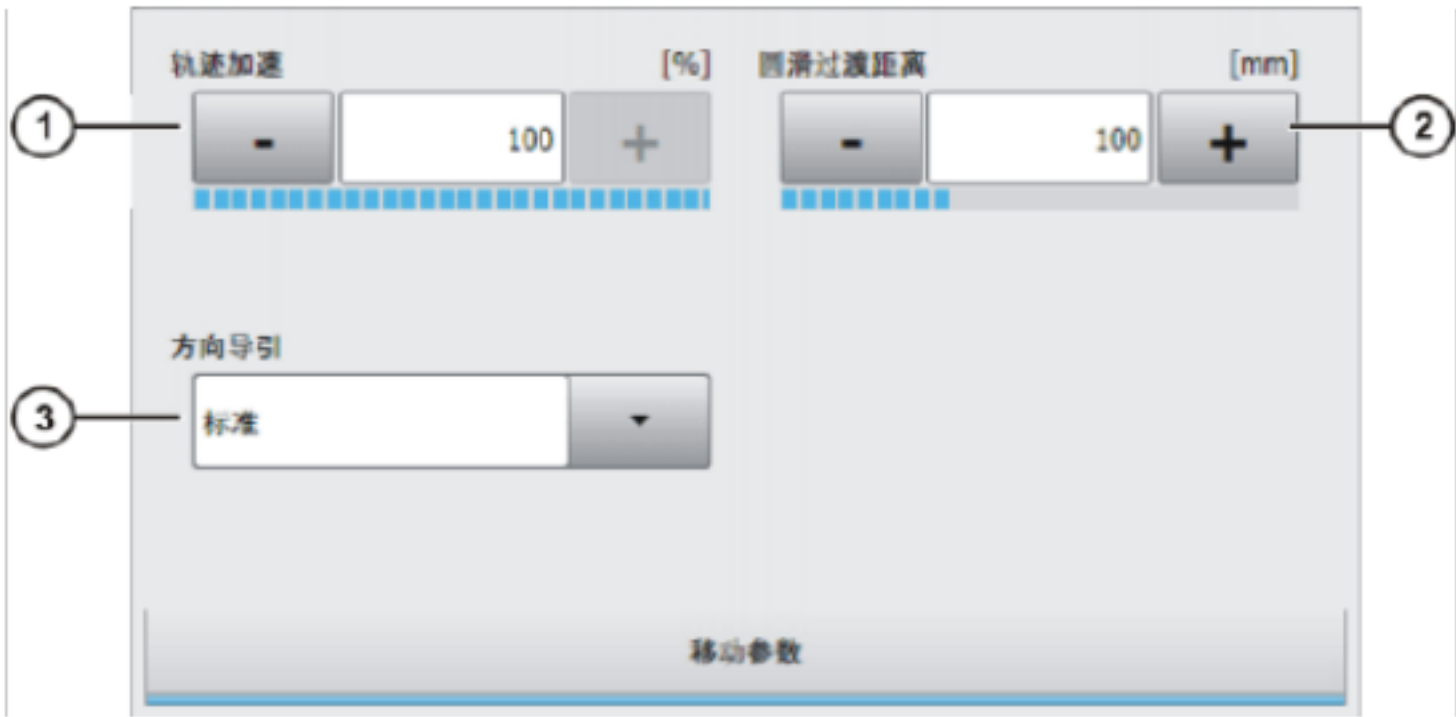 轨迹加速 [%] 圆滑过渡距离 [mm]
① - 100 + - 100 + ②
方向导引
③ 标准
移动参数